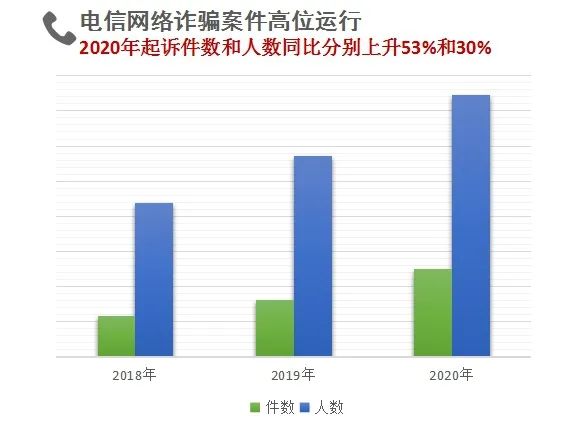 电信网络诈骗案件高位运行
2020年起诉件数和人数同比分别上升53%和30%
2018年 2019年 2020年
件数 人数